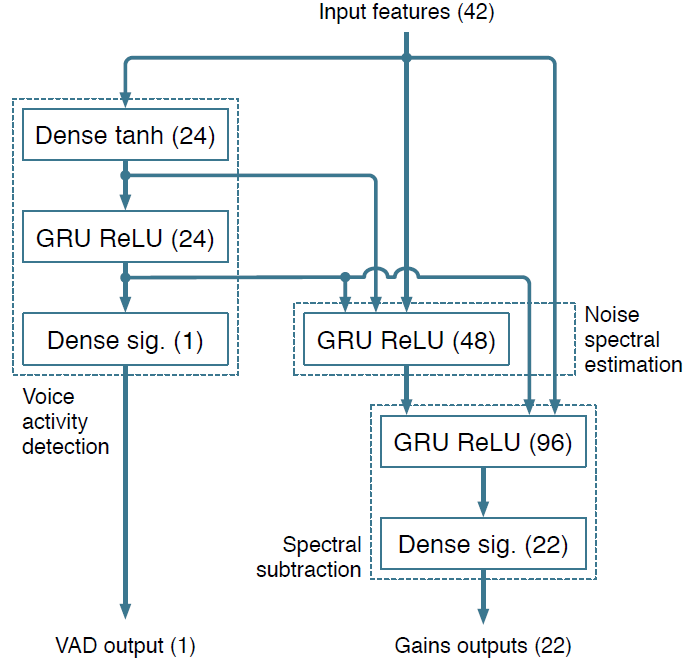 Input features (42)
Dense tanh (24)
GRU ReLU (24)
Dense sig. (1)
Voice
activity
detection
GRU ReLU (48)
Noise
spectral
estimation
GRU ReLU (96)
Dense sig. (22)
Spectral
subtraction
VAD output (1)
Gains outputs (22)